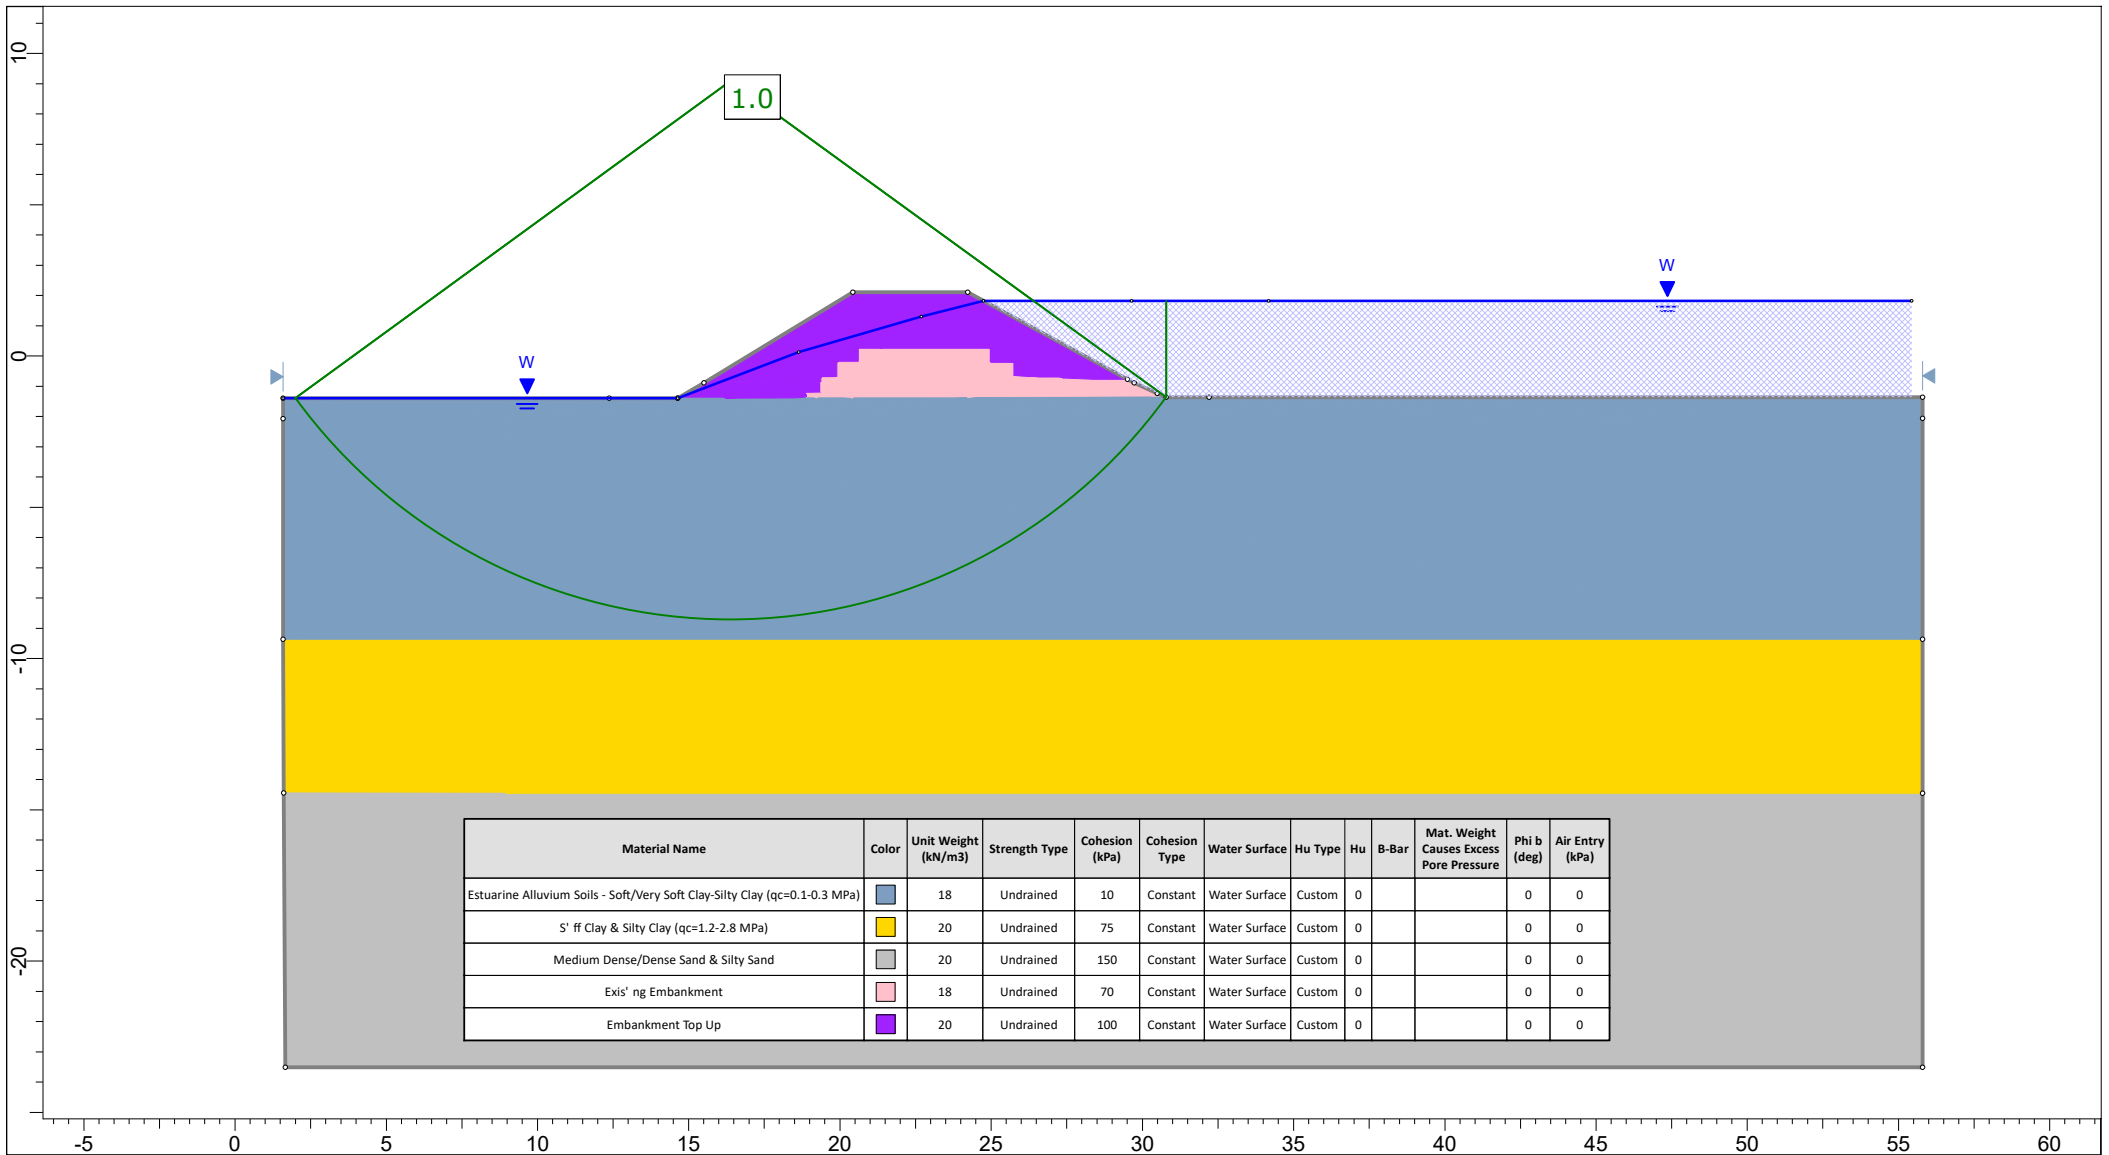 10
0
-10
-20
1.0
W
W
Material Name Color Unit Weight (kN/m3) Strength Type Cohesion (kPa) Cohesion Type Water Surface Hu Type Hu B-Bar Mat. Weight Causes Excess Pore Pressure Phi b (deg) Air Entry (kPa)
Estuarine Alluvium Soils - Soft/Very Soft Clay-Silty Clay (qc=0.1-0.3 MPa) 18 Undrained 10 Constant Water Surface Custom 0 0 0
S' ff Clay & Silty Clay (qc=1.2-2.8 MPa) 20 Undrained 75 Constant Water Surface Custom 0 0 0
Medium Dense/Dense Sand & Silty Sand 20 Undrained 150 Constant Water Surface Custom 0 0 0
Exis' ng Embankment 18 Undrained 70 Constant Water Surface Custom 0 0 0
Embankment Top Up 20 Undrained 100 Constant Water Surface Custom 0 0 0
-5 0 5 10 15 20 25 30 35 40 45 50 55 60